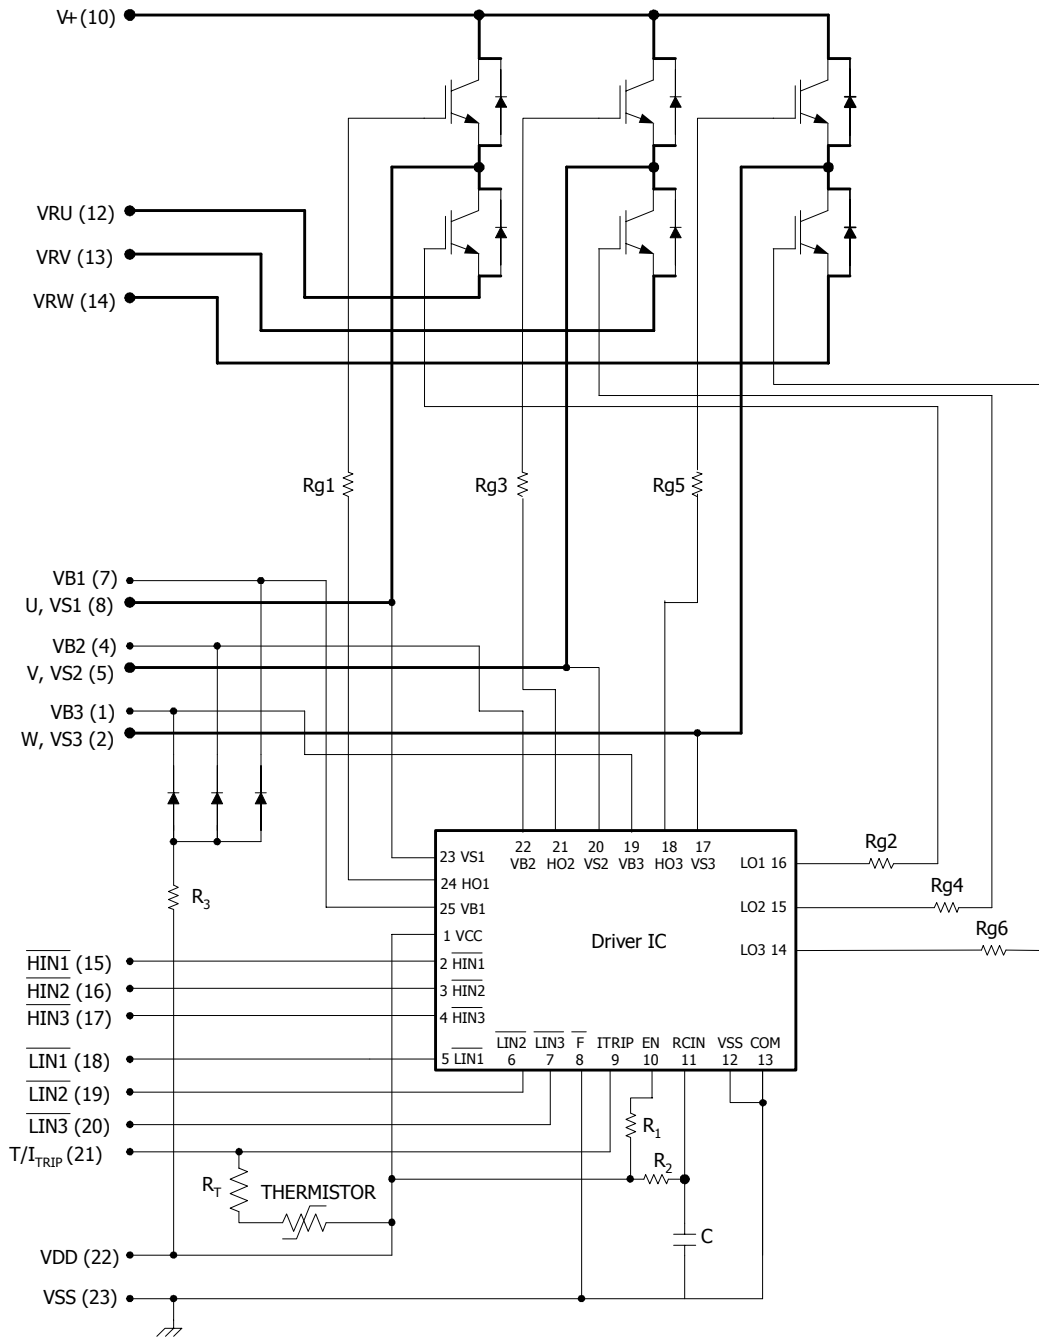 V+ (10)
VRU (12)
VRV (13)
VRW (14)
Rg1
Rg3
Rg5
VB1 (7)
U, VS1 (8)
VB2 (4)
V, VS2 (5)
VB3 (1)
W, VS3 (2)
22 21 20 19 18 17
VB2 HO2 VS2 VB3 HO3 VS3
23 VS1
24 HO1
25 VB1
1 VCC
2 HIN1
3 HIN2
4 HIN3
5 LIN1
Driver IC
LO1 16
LO2 15
LO3 14
Rg2
Rg4
Rg6
LIN2 LIN3 F ITRIP EN RCIN VSS COM
6 7 8 9 10 11 12 13
R3
HIN1 (15)
HIN2 (16)
HIN3 (17)
LIN1 (18)
LIN2 (19)
LIN3 (20)
T/ITRIP (21)
R1
R2
RT
THERMISTOR
C
VDD (22)
VSS (23)